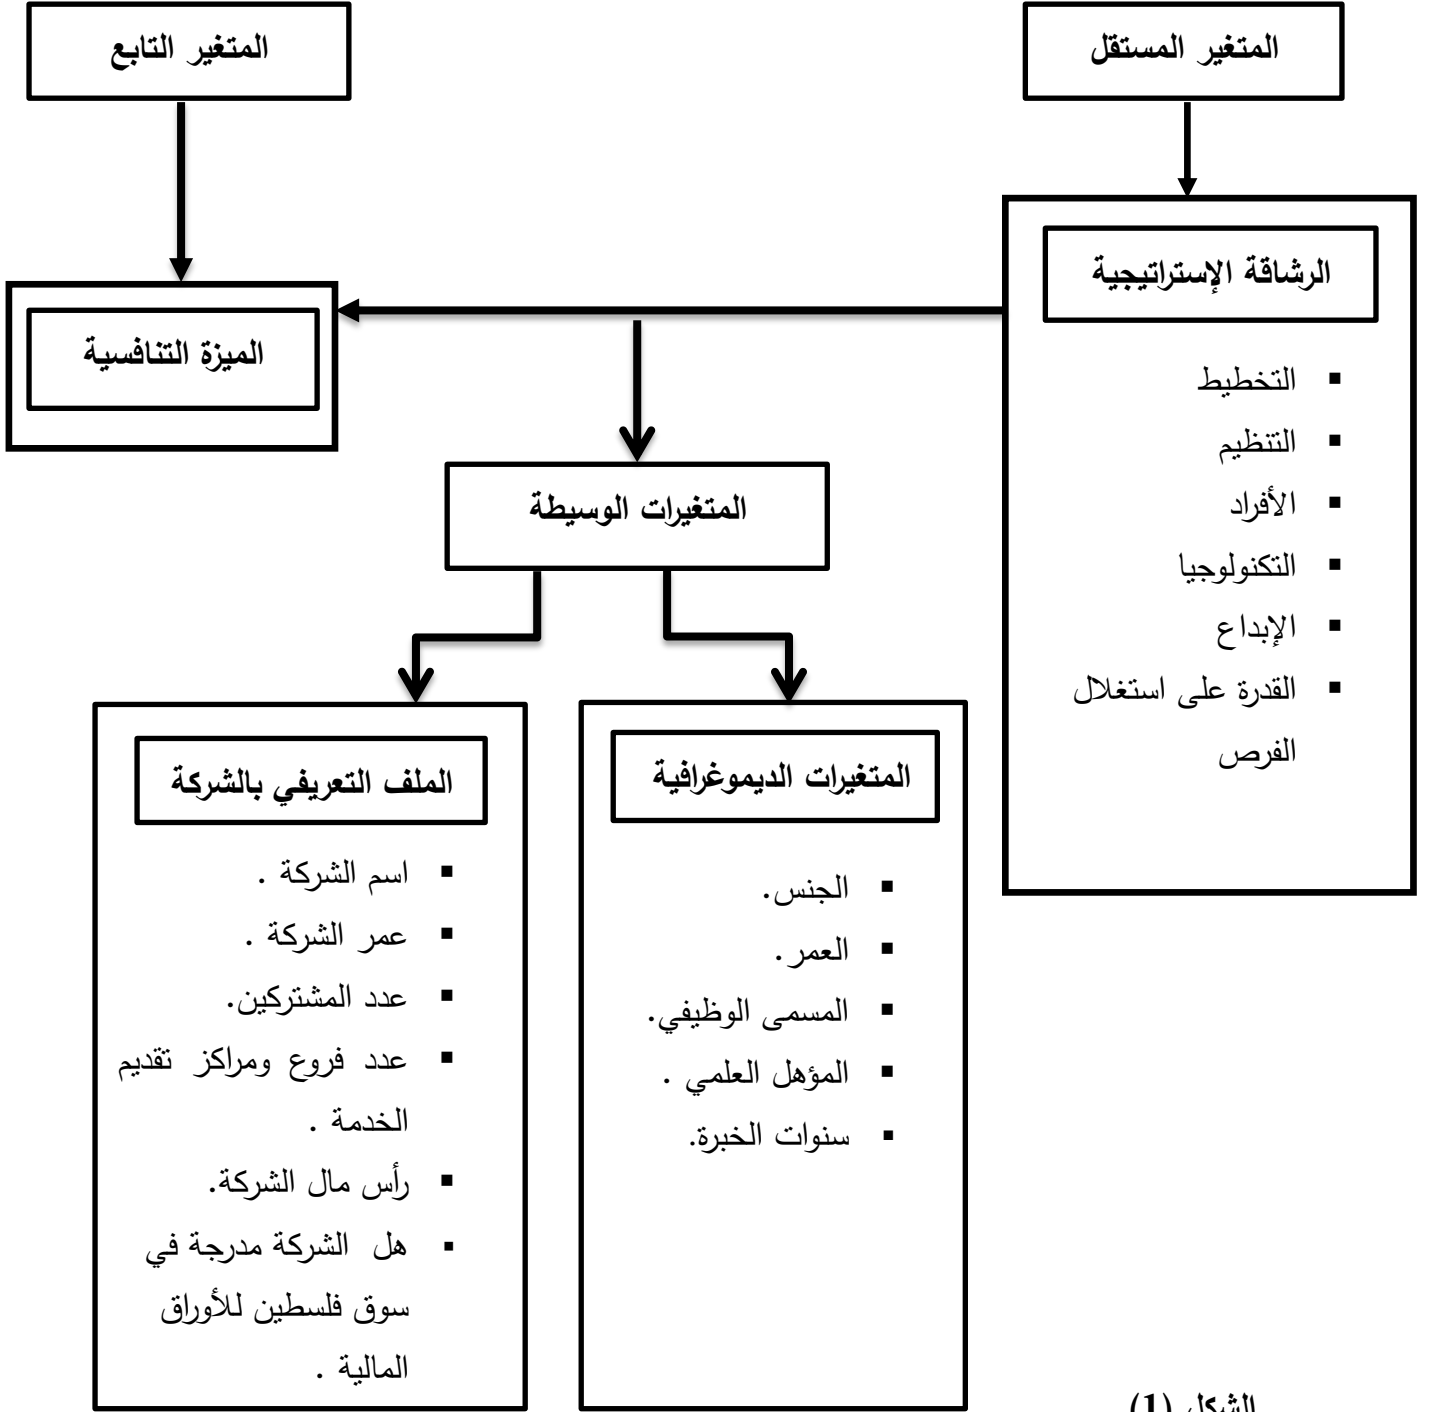 المتغير المستقل
المتغير التابع
الرشاقة الإستراتيجية
▪ التخطيط
▪ التنظيم
▪ الأفراد
▪ التكنولوجيا
▪ الإبداع
▪ القدرة على استغلال
الفرص
الميزة التنافسية
المتغيرات الوسيطة
المتغيرات الديموغرافية
▪ الجنس.
▪ العمر.
▪ المسمى الوظيفي.
▪ المؤهل العلمي .
▪ سنوات الخبرة.
الملف التعريفي بالشركة
▪ اسم الشركة .
▪ عمر الشركة .
▪ عدد المشتركين.
▪ عدد فروع ومراكز تقديم
الخدمة .
▪ رأس مال الشركة.
▪ هل الشركة مدرجة في
سوق فلسطين للأوراق
المالية .
الشكل (1)